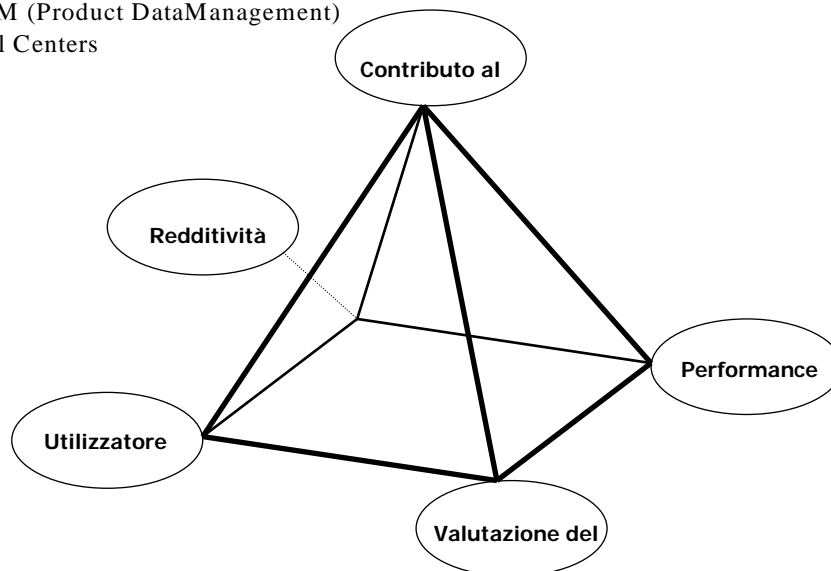 M (Product DataManagement)
l Centers
Contributo al
Redditività
Performance
Utilizzatore
Valutazione del